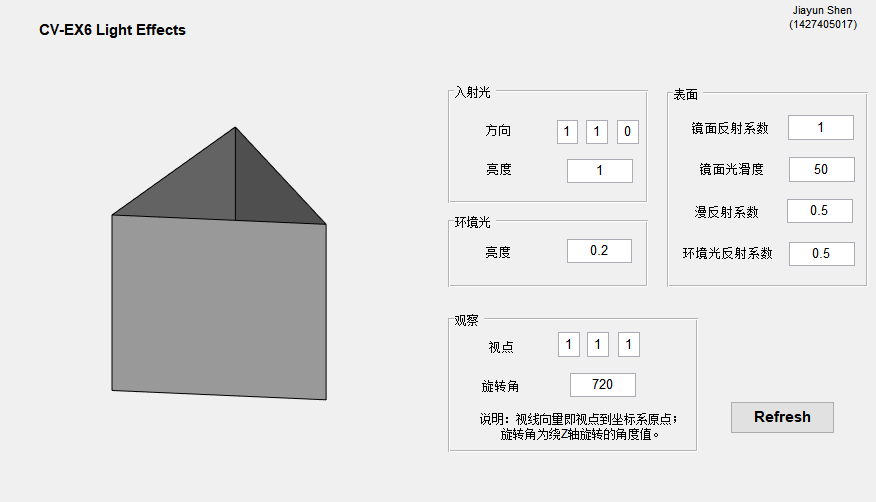 Jiayun Shen
(1427405017)
CV-EX6 Light Effects
入射光
方向 1 1 0
亮度 1
环境光
亮度 0.2
表面
镜面反射系数 1
镜面光滑度 50
漫反射系数 0.5
环境光反射系数 0.5
观察
视点 1 1 1
旋转角 720
说明：视线向量即视点到坐标系原点；
旋转角为绕Z轴旋转的角度值。
Refresh